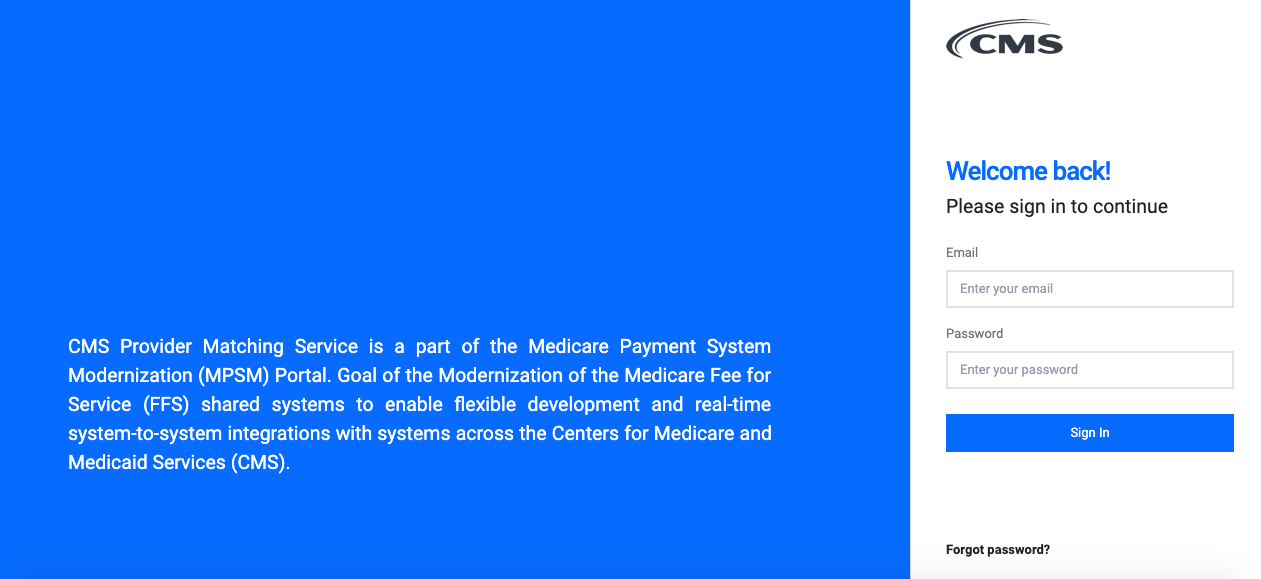 CMS
Welcome back!
Please sign in to continue
Email
Enter your email
Password
Enter your password
Sign In
Forgot password?
CMS Provider Matching Service is a part of the Medicare Payment System
Modernization (MPSM) Portal. Goal of the Modernization of the Medicare Fee for
Service (FFS) shared systems to enable flexible development and real-time
system-to-system integrations with systems across the Centers for Medicare and
Medicaid Services (CMS).